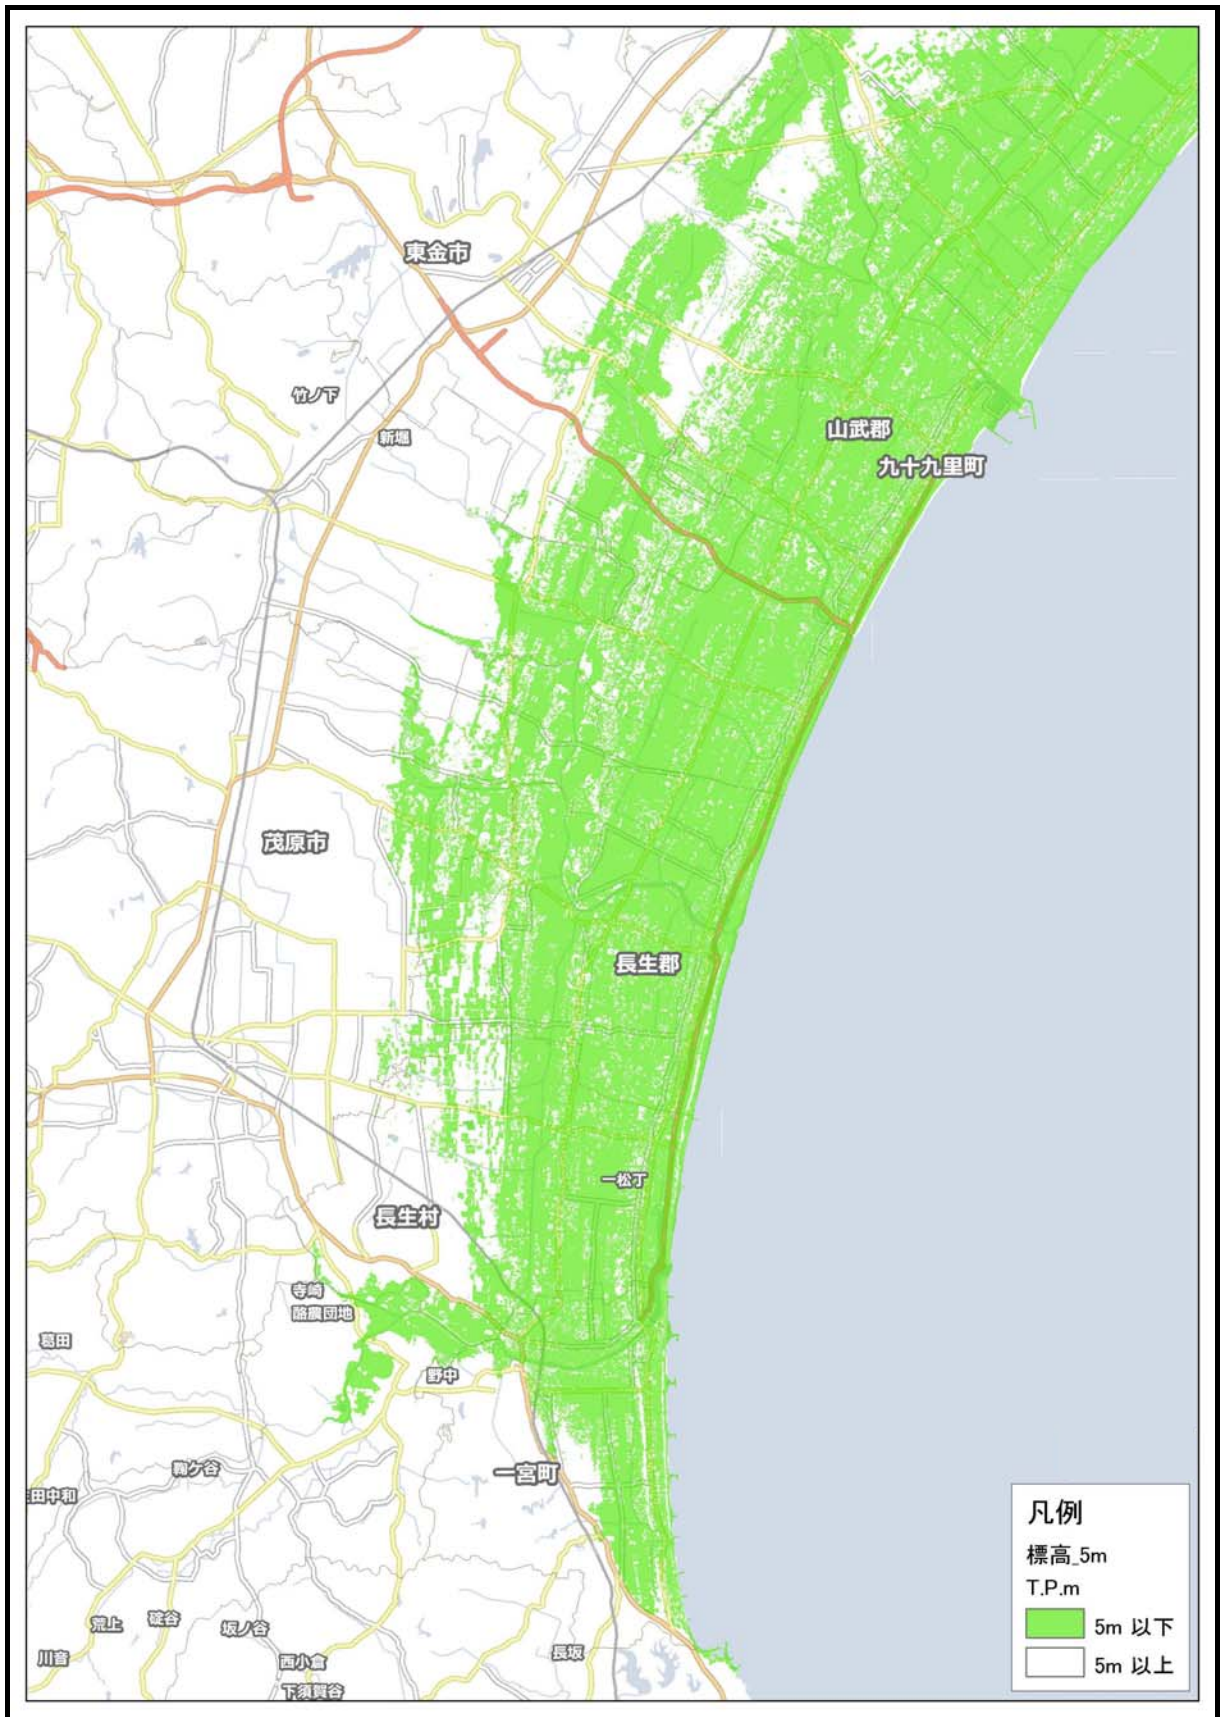 東金市
竹ノ下
新堀
山武郡
九十九里町
茂原市
長生郡
一松丁
長生村
寺崎
酪農団地
葛田
野中
鞠ケ谷
一宮町
田中和
荒上
碇谷
坂ノ谷
川音
西小倉
下須賀谷
長坂
凡例
標高_5m
T.P.m
5m 以下
5m 以上